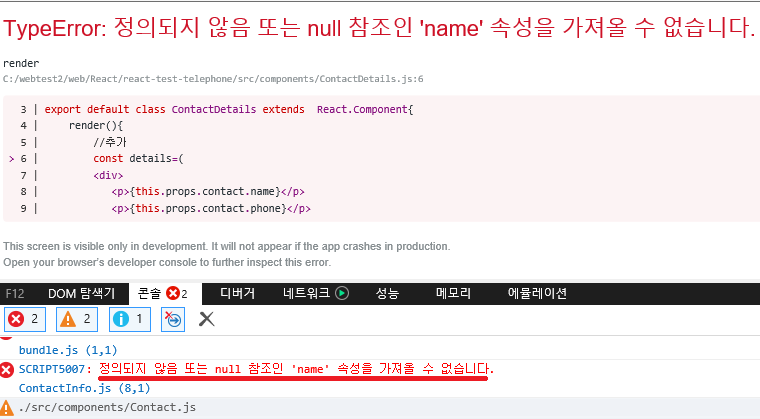 TypeError: 정의되지 않음 또는 null 참조인 'name' 속성을 가져올 수 없습니다.
render
C:/webtest2/web/React/react-test-telephone/src/components/ContactDetails.js:6
3 | export default class ContactDetails extends  React.Component{
4 |     render(){
5 |         //추가
> 6 |         const details=(
7 |         <div>
8 |            <p>{this.props.contact.name}</p>
9 |            <p>{this.props.contact.phone}</p>
This screen is visible only in development. It will not appear if the app crashes in production.
Open your browser's developer console to further inspect this error.
F12 DOM 탐색기 콘솔 2 디버거 네트워크 성능 메모리 에뮬레이션
2 2 1
bundle.js (1,1)
SCRIPT5007: 정의되지 않음 또는 null 참조인 'name' 속성을 가져올 수 없습니다.
ContactInfo.js (8,1)
./src/components/Contact.js